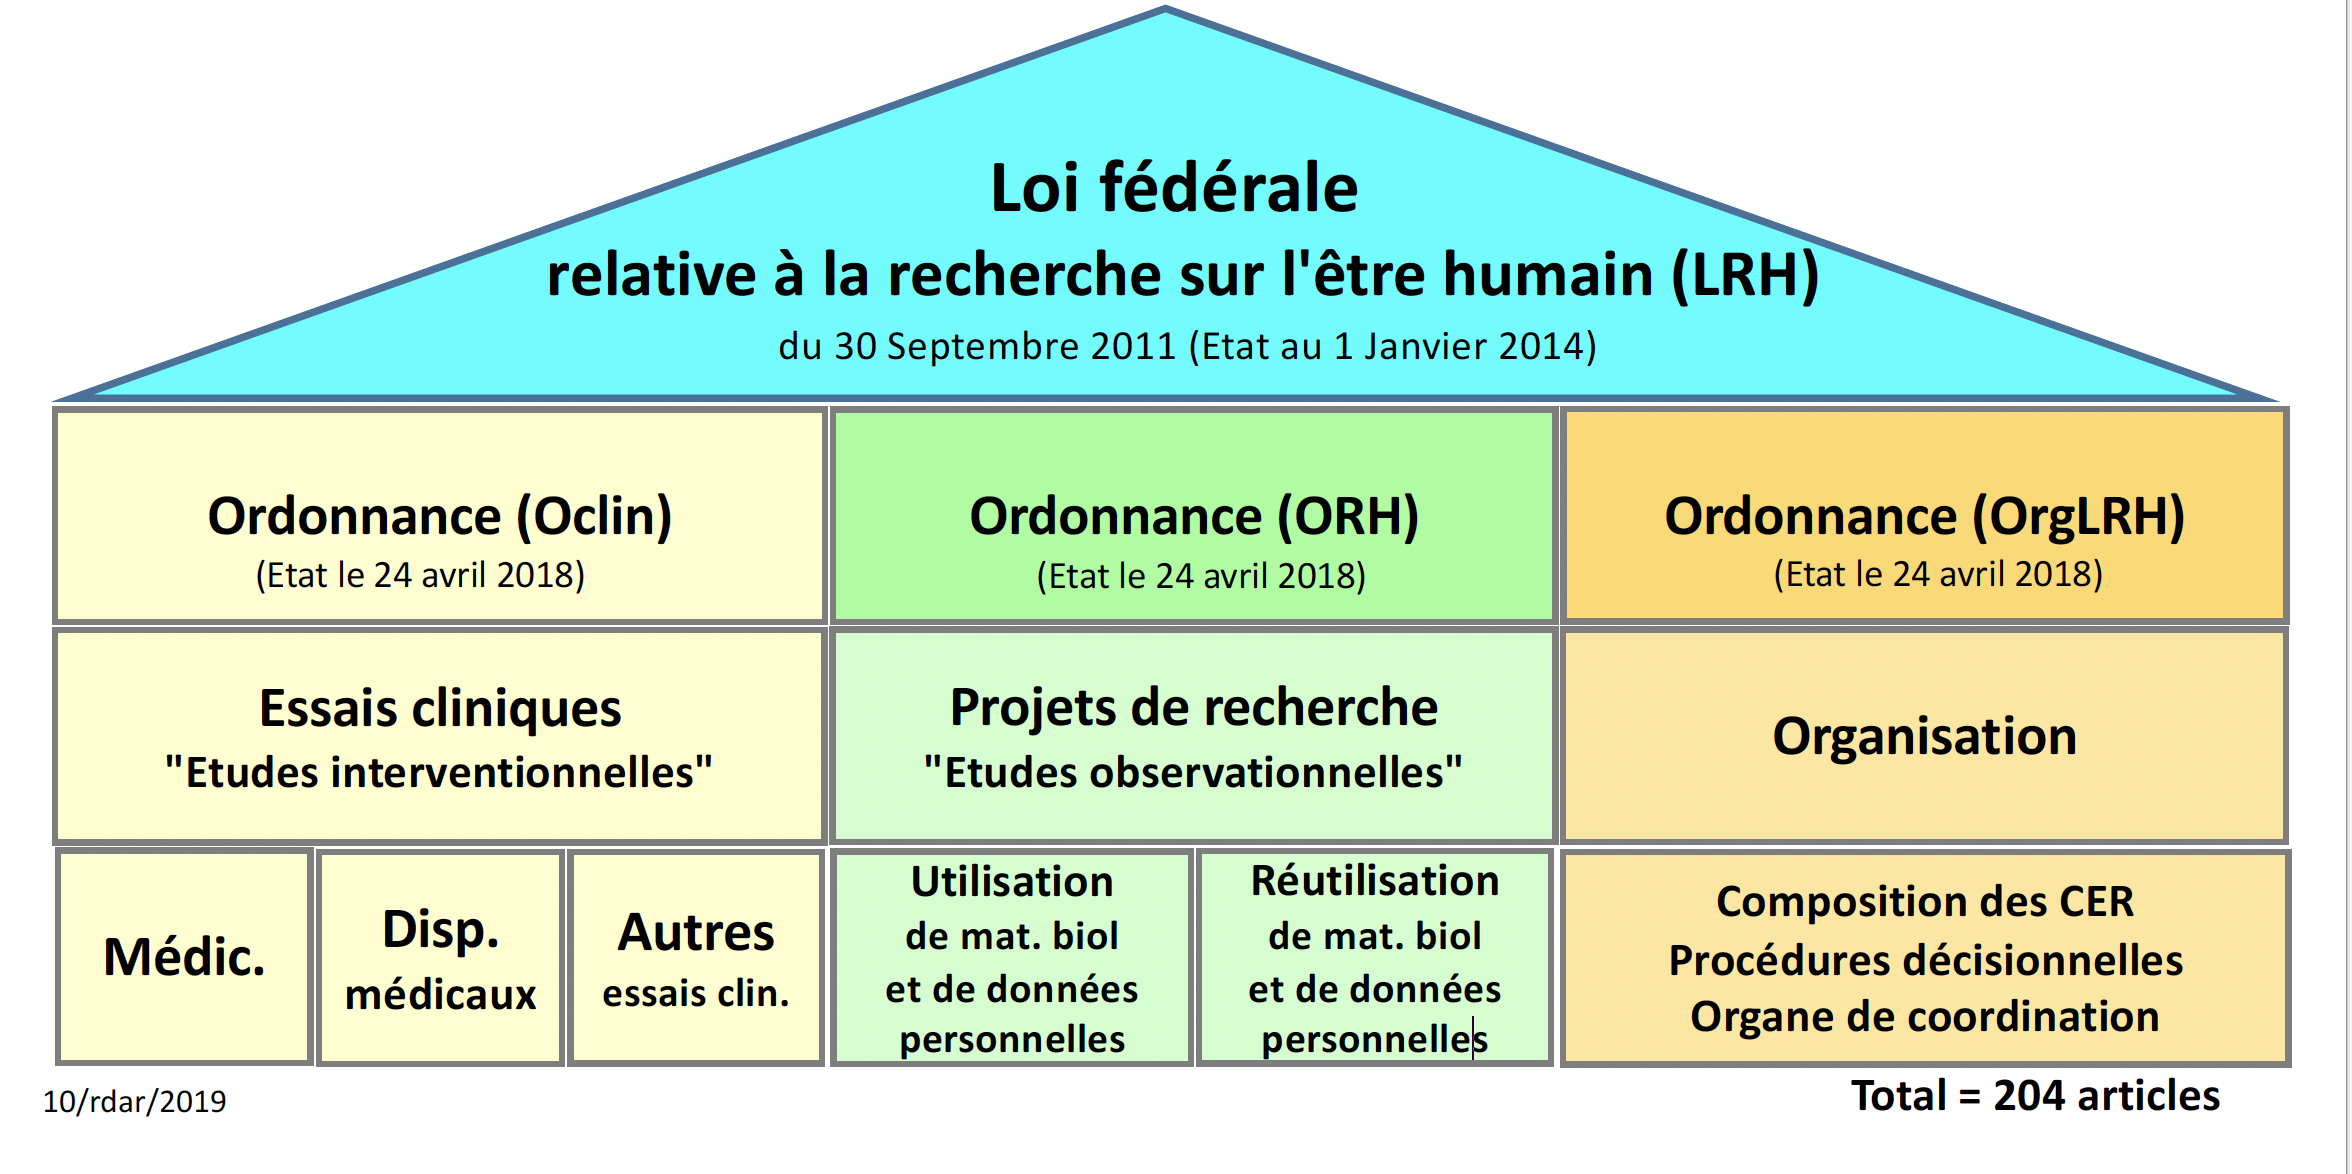 Loi fédérale
relative à la recherche sur l'être humain (LRH)
du 30 Septembre 2011 (Etat au 1 Janvier 2014)
Ordonnance (Oclin)
(Etat le 24 avril 2018)
Ordonnance (ORH)
(Etat le 24 avril 2018)
Ordonnance (OrgLRH)
(Etat le 24 avril 2018)
Essais cliniques
"Etudes interventionnelles"
Projets de recherche
"Etudes observationnelles"
Organisation
Médic.
Disp.
médicaux
Autres
essais clin.
Utilisation
de mat. biol
et de données
personnelles
Réutilisation
de mat. biol
et de données
personnelles
Composition des CER
Procédures décisionnelles
Organe de coordination
10/rdar/2019
Total = 204 articles